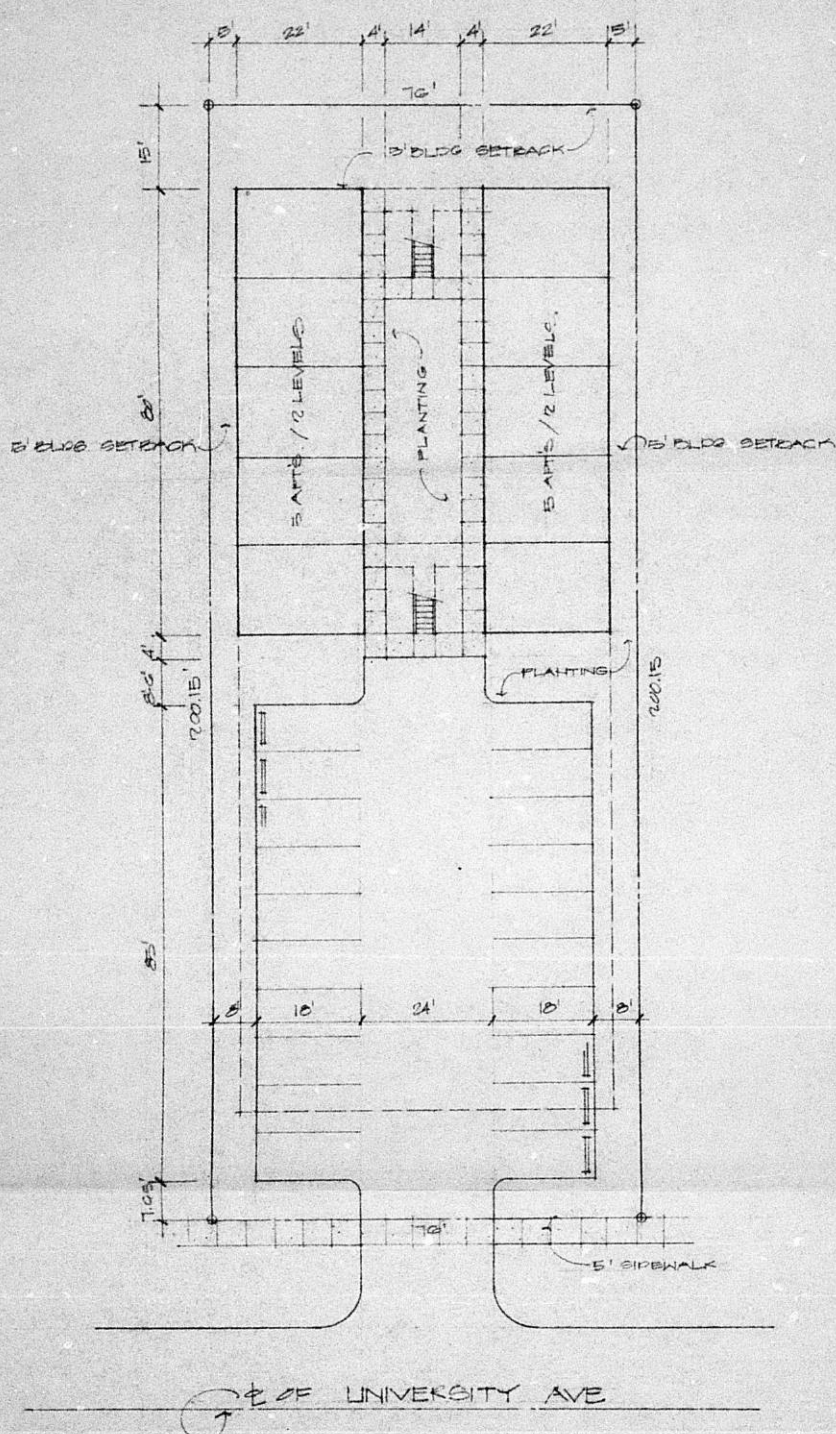 5' 22' 4' 14' 4' 22' 5'
76'
15'
5' BLDG SETBACK
5 APT'S / 2 LEVELS
PLANTING
5 APT'S / 2 LEVELS
80'
5' BLDG SETBACK
5' BLDG SETBACK
4'
PLANTING
200.15'
200.15
85'
8' 18' 24' 18' 8'
7.05'
76'
5' SIDEWALK
℄ OF UNIVERSITY AVE